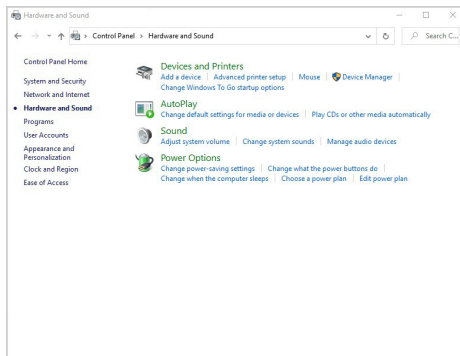 Hardware and Sound
Control Panel > Hardware and Sound
Search C...
Control Panel Home
System and Security
Network and Internet
Hardware and Sound
Programs
User Accounts
Appearance and
Personalization
Clock and Region
Ease of Access
Devices and Printers
Add a device | Advanced printer setup | Mouse | Device Manager |
Change Windows To Go startup options
AutoPlay
Change default settings for media or devices | Play CDs or other media automatically
Sound
Adjust system volume | Change system sounds | Manage audio devices
Power Options
Change power-saving settings | Change what the power buttons do |
Change when the computer sleeps | Choose a power plan | Edit power plan